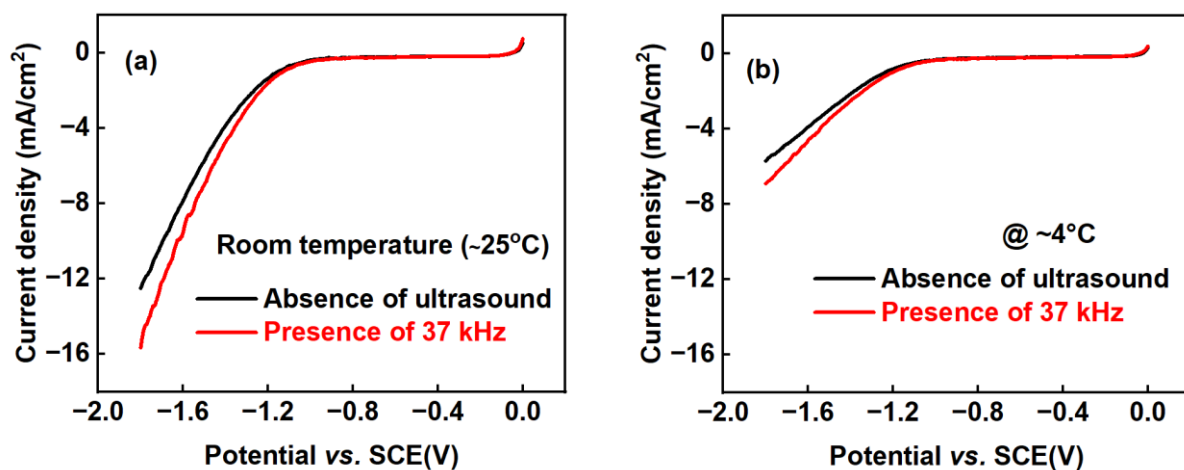 (a)
Current density (mA/cm²)
0
−4
−8
−12
−16
Room temperature (~25°C)
Absence of ultrasound
Presence of 37 kHz
−2.0 −1.6 −1.2 −0.8 −0.4 0.0
Potential vs. SCE(V)
(b)
Current density (mA/cm²)
0
−4
−8
−12
−16
@ ~4°C
Absence of ultrasound
Presence of 37 kHz
−2.0 −1.6 −1.2 −0.8 −0.4 0.0
Potential vs. SCE(V)